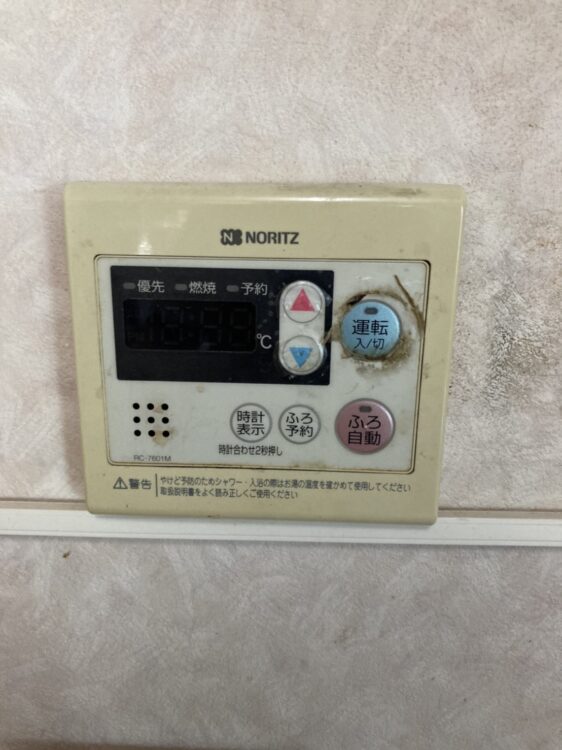 NORITZ
優先 燃焼 予約
℃
運転
入/切
時計
表示
ふろ
予約
ふろ
自動
時計合わせ2秒押し
RC-7601M
警告
やけど予防のためシャワー・入浴の際はお湯の温度を確かめて使用してください
取扱説明書をよく読み正しくご使用ください